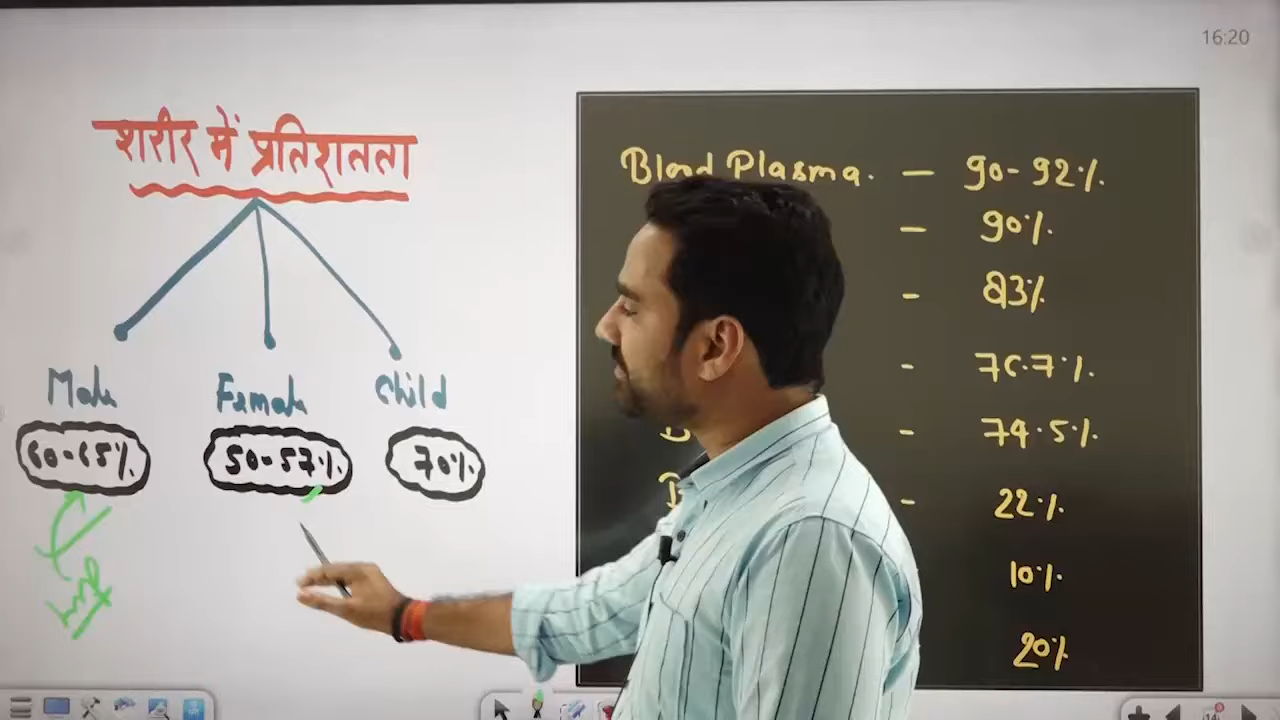 16:20
शरीर में प्रतिशतता
Male
Female
Child
60-65%
50-57%
70%
Imp
Blood Plasma. - 90-92%
- 90%
- 83%
- 76.7%
- 74.5%
- 22%
10%
20%